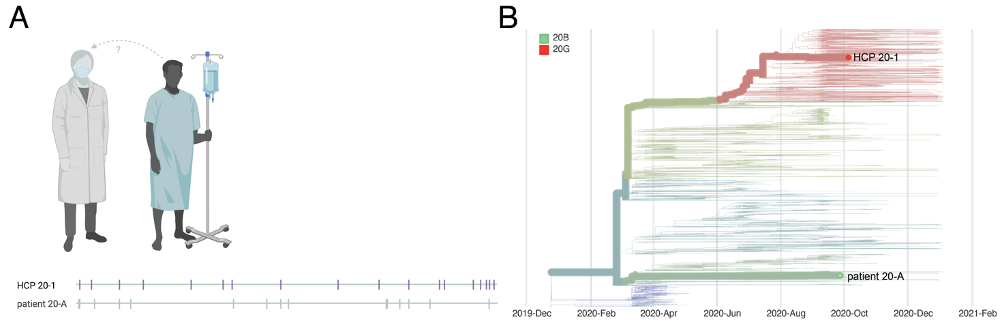 A
?
HCP 20-1
patient 20-A
B
20B
20G
HCP 20-1
patient 20-A
2019-Dec 2020-Feb 2020-Apr 2020-Jun 2020-Aug 2020-Oct 2020-Dec 2021-Feb